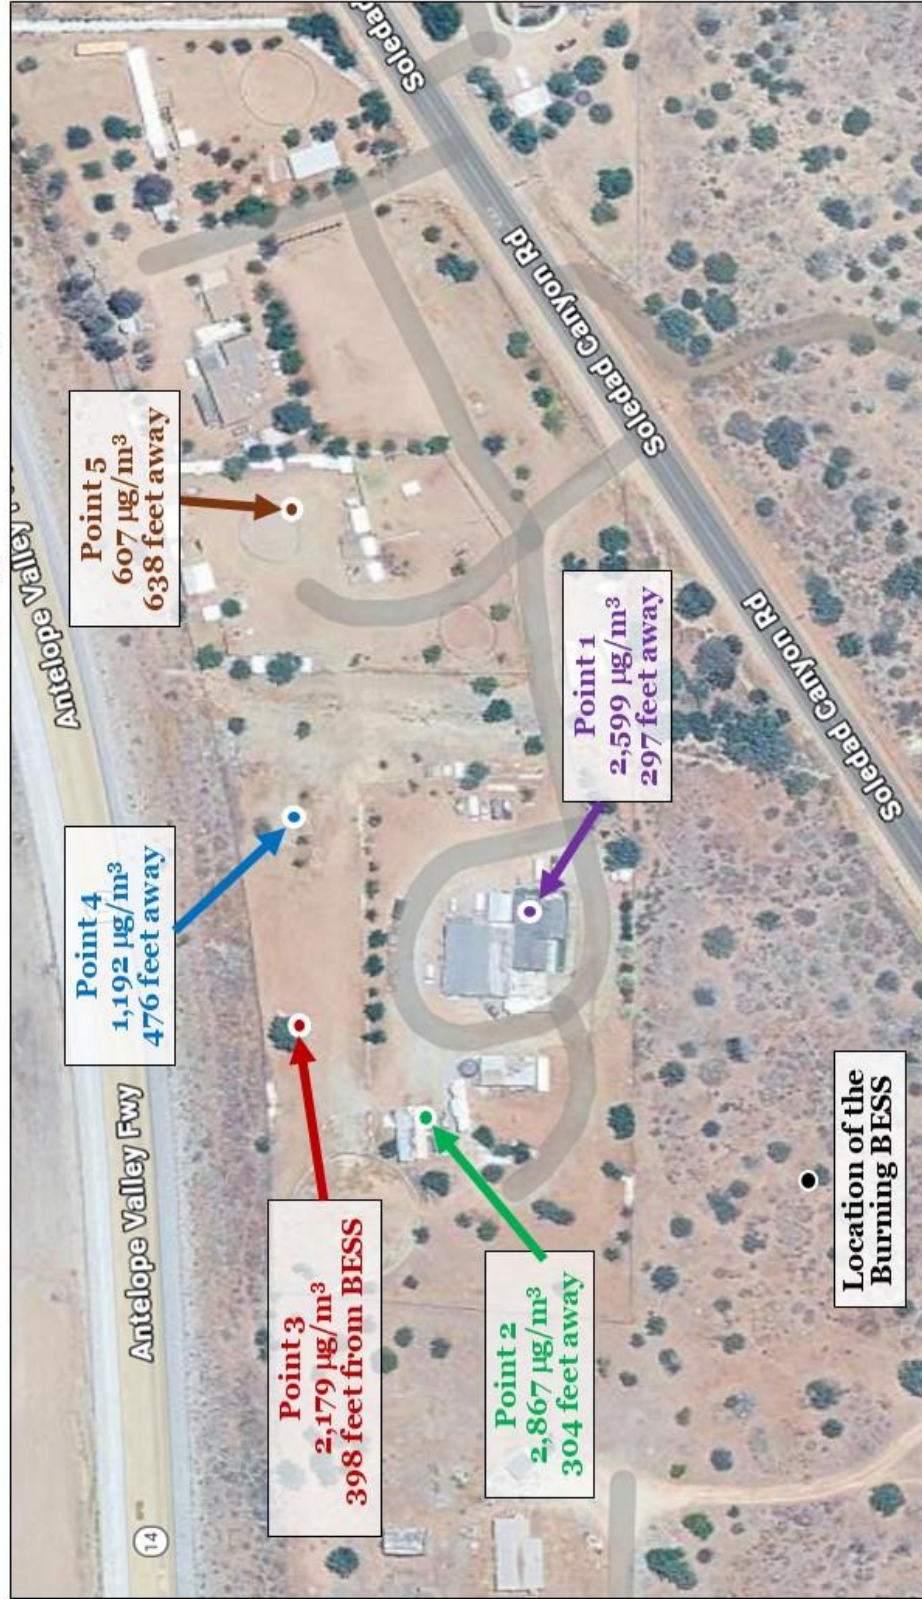 Antelope Valley Fwy
Antelope Valley
14
Point 5
607 µg/m³
638 feet away
Point 4
1,192 µg/m³
476 feet away
Point 3
2,179 µg/m³
398 feet from BESS
Point 2
2,867 µg/m³
304 feet away
Point 1
2,599 µg/m³
297 feet away
Location of the
Burning BESS
Soledad Canyon Rd
Soledad Canyon Rd
Soledad